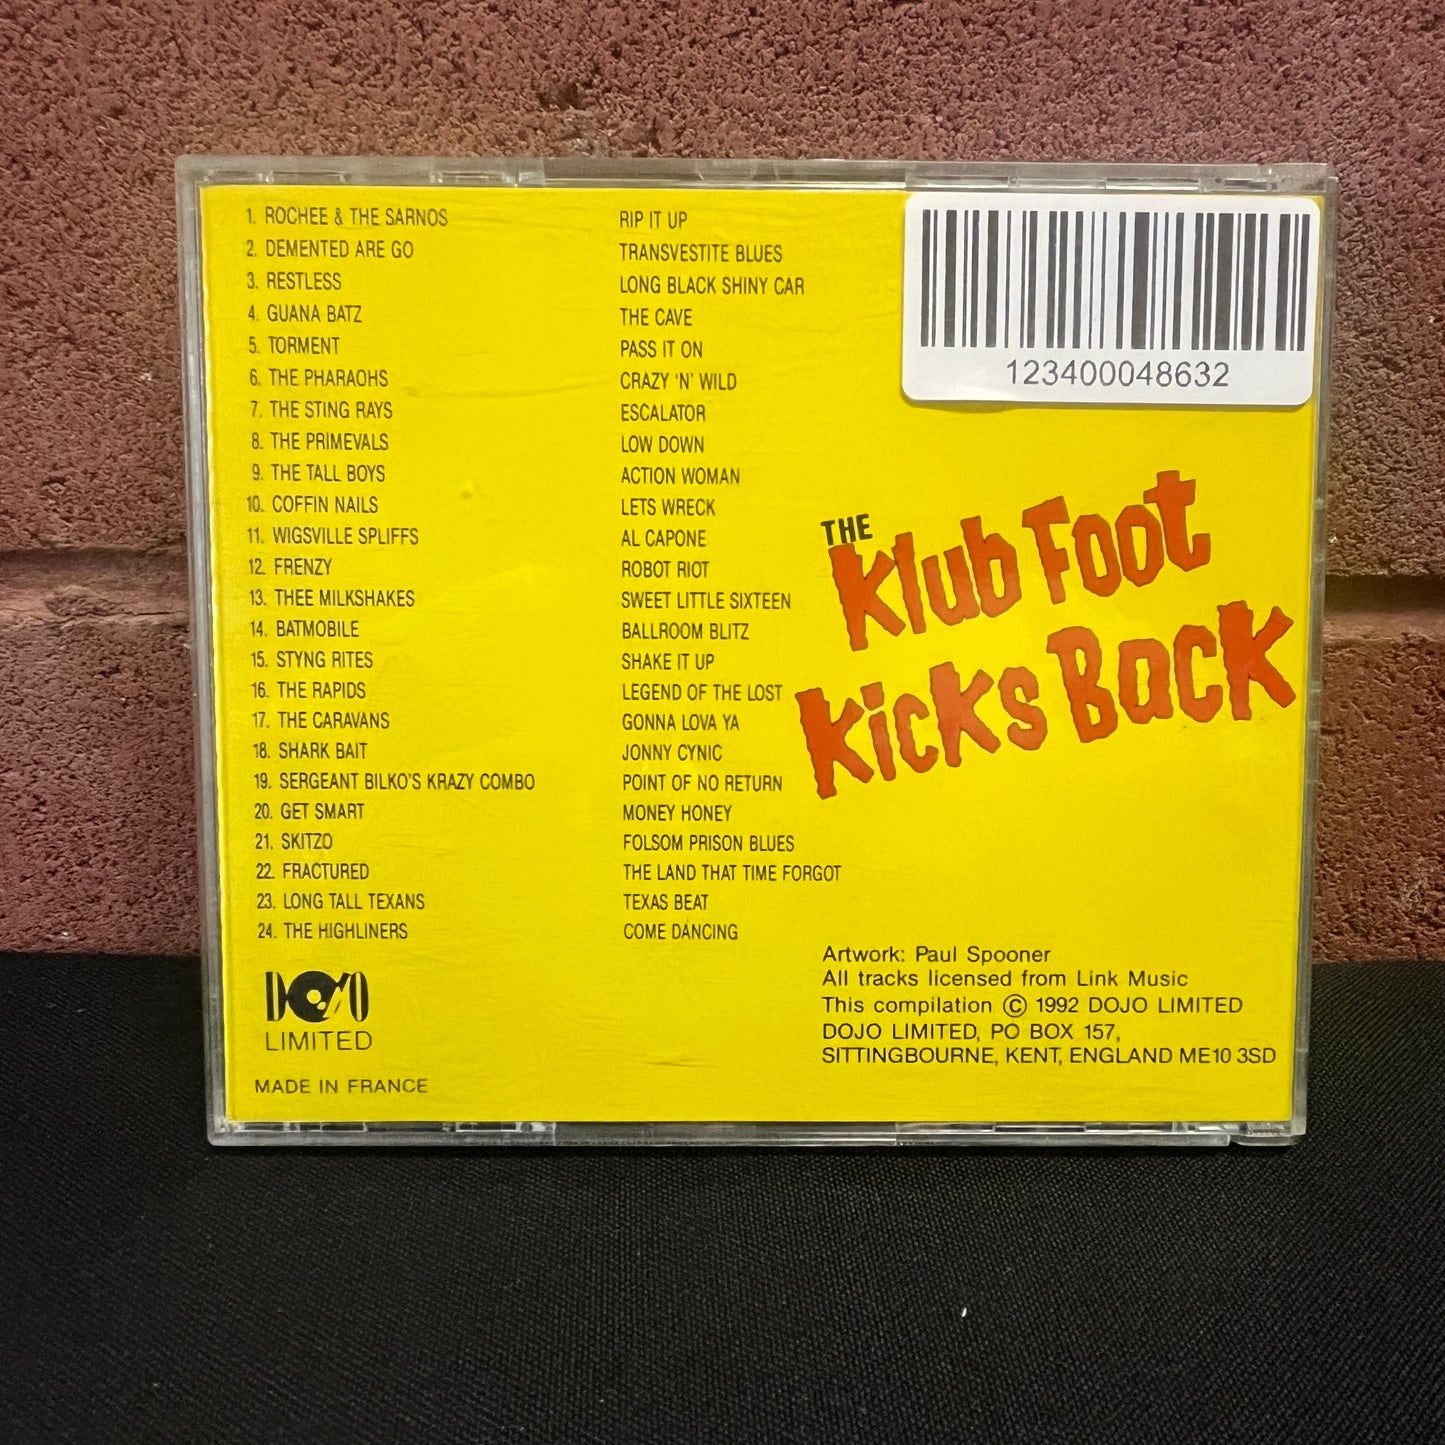 1. ROCHEE & THE SARNOS RIP IT UP
2. DEMENTED ARE GO TRANSVESTITE BLUES
3. RESTLESS LONG BLACK SHINY CAR
4. GUANA BATZ THE CAVE
5. TORMENT PASS IT ON
6. THE PHARAOHS CRAZY 'N' WILD
7. THE STING RAYS ESCALATOR
8. THE PRIMEVALS LOW DOWN
9. THE TALL BOYS ACTION WOMAN
10. COFFIN NAILS LETS WRECK
11. WIGSVILLE SPLIFFS AL CAPONE
12. FRENZY ROBOT RIOT
13. THEE MILKSHAKES SWEET LITTLE SIXTEEN
14. BATMOBILE BALLROOM BLITZ
15. STYNG RITES SHAKE IT UP
16. THE RAPIDS LEGEND OF THE LOST
17. THE CARAVANS GONNA LOVA YA
18. SHARK BAIT JONNY CYNIC
19. SERGEANT BILKO'S KRAZY COMBO POINT OF NO RETURN
20. GET SMART MONEY HONEY
21. SKITZO FOLSOM PRISON BLUES
22. FRACTURED THE LAND THAT TIME FORGOT
23. LONG TALL TEXANS TEXAS BEAT
24. THE HIGHLINERS COME DANCING
123400048632
THE
Klub Foot
Kicks Back
DOJO
LIMITED
MADE IN FRANCE
Artwork: Paul Spooner
All tracks licensed from Link Music
This compilation © 1992 DOJO LIMITED
DOJO LIMITED, PO BOX 157,
SITTINGBOURNE, KENT, ENGLAND ME10 3SD